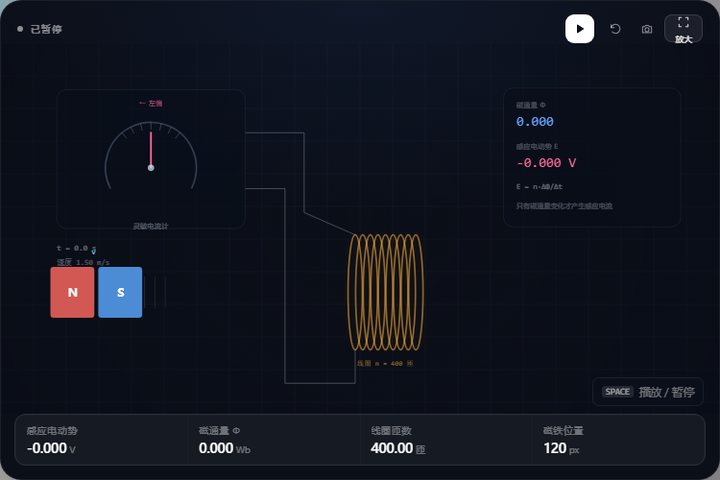 已暂停
放大
← 左偏
灵敏电流计
磁通量 Φ
0.000
感应电动势 E
-0.000 V
E = n·ΔΦ/Δt
只有磁通量变化才产生感应电流
t = 0.0 s
v
速度 1.50 m/s
N S
线圈 n = 400 匝
SPACE 播放 / 暂停
感应电动势 磁通量 Φ 线圈匝数 磁铁位置
-0.000 V 0.000 Wb 400.00 匝 120 px